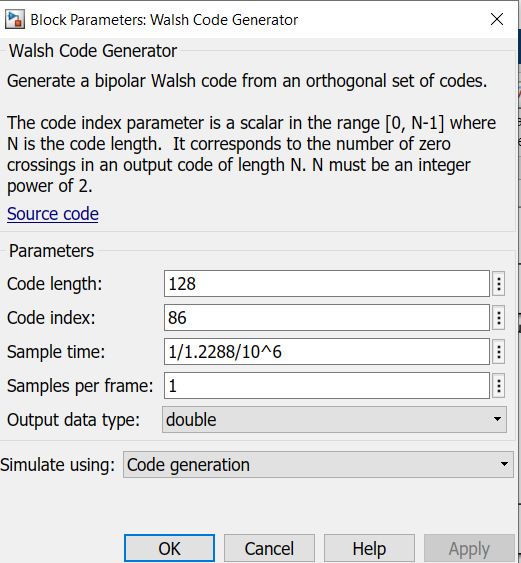 Block Parameters: Walsh Code Generator
Walsh Code Generator
Generate a bipolar Walsh code from an orthogonal set of codes.
The code index parameter is a scalar in the range [0, N-1] where
N is the code length.  It corresponds to the number of zero
crossings in an output code of length N. N must be an integer
power of 2.
Source code
Parameters
Code length: 128
Code index: 86
Sample time: 1/1.2288/10^6
Samples per frame: 1
Output data type: double
Simulate using: Code generation
OK Cancel Help Apply